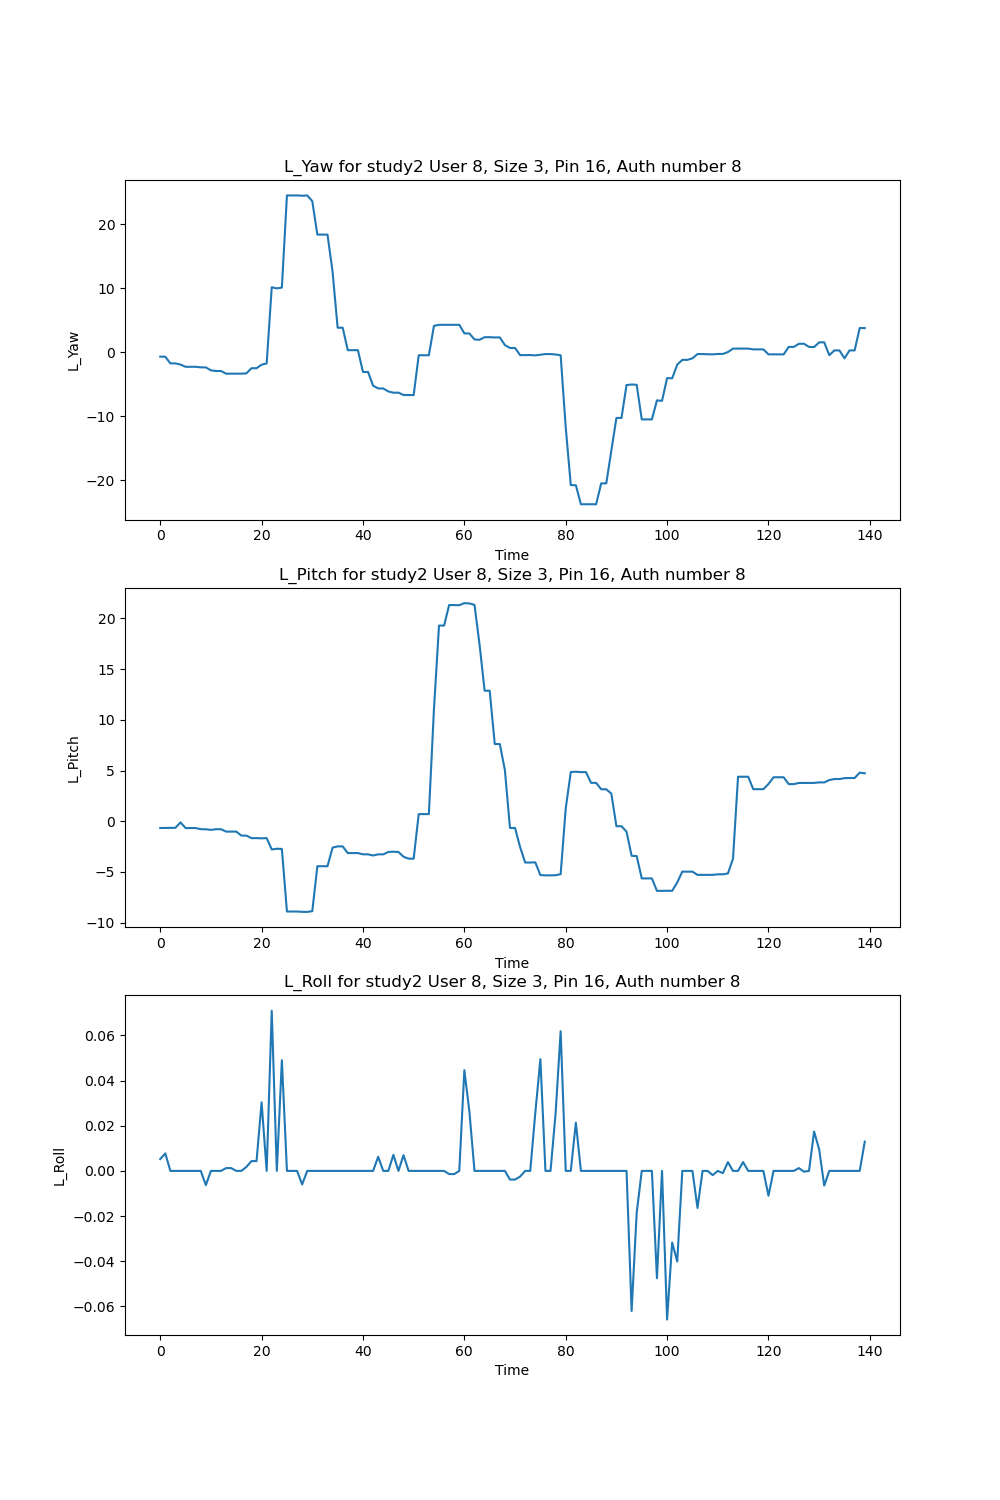 L_Yaw for study2 User 8, Size 3, Pin 16, Auth number 8
20
10
0
−10
−20
L_Yaw
0 20 40 60 80 100 120 140
Time
L_Pitch for study2 User 8, Size 3, Pin 16, Auth number 8
20
15
10
5
0
−5
−10
L_Pitch
0 20 40 60 80 100 120 140
Time
L_Roll for study2 User 8, Size 3, Pin 16, Auth number 8
0.06
0.04
0.02
0.00
−0.02
−0.04
−0.06
L_Roll
0 20 40 60 80 100 120 140
Time